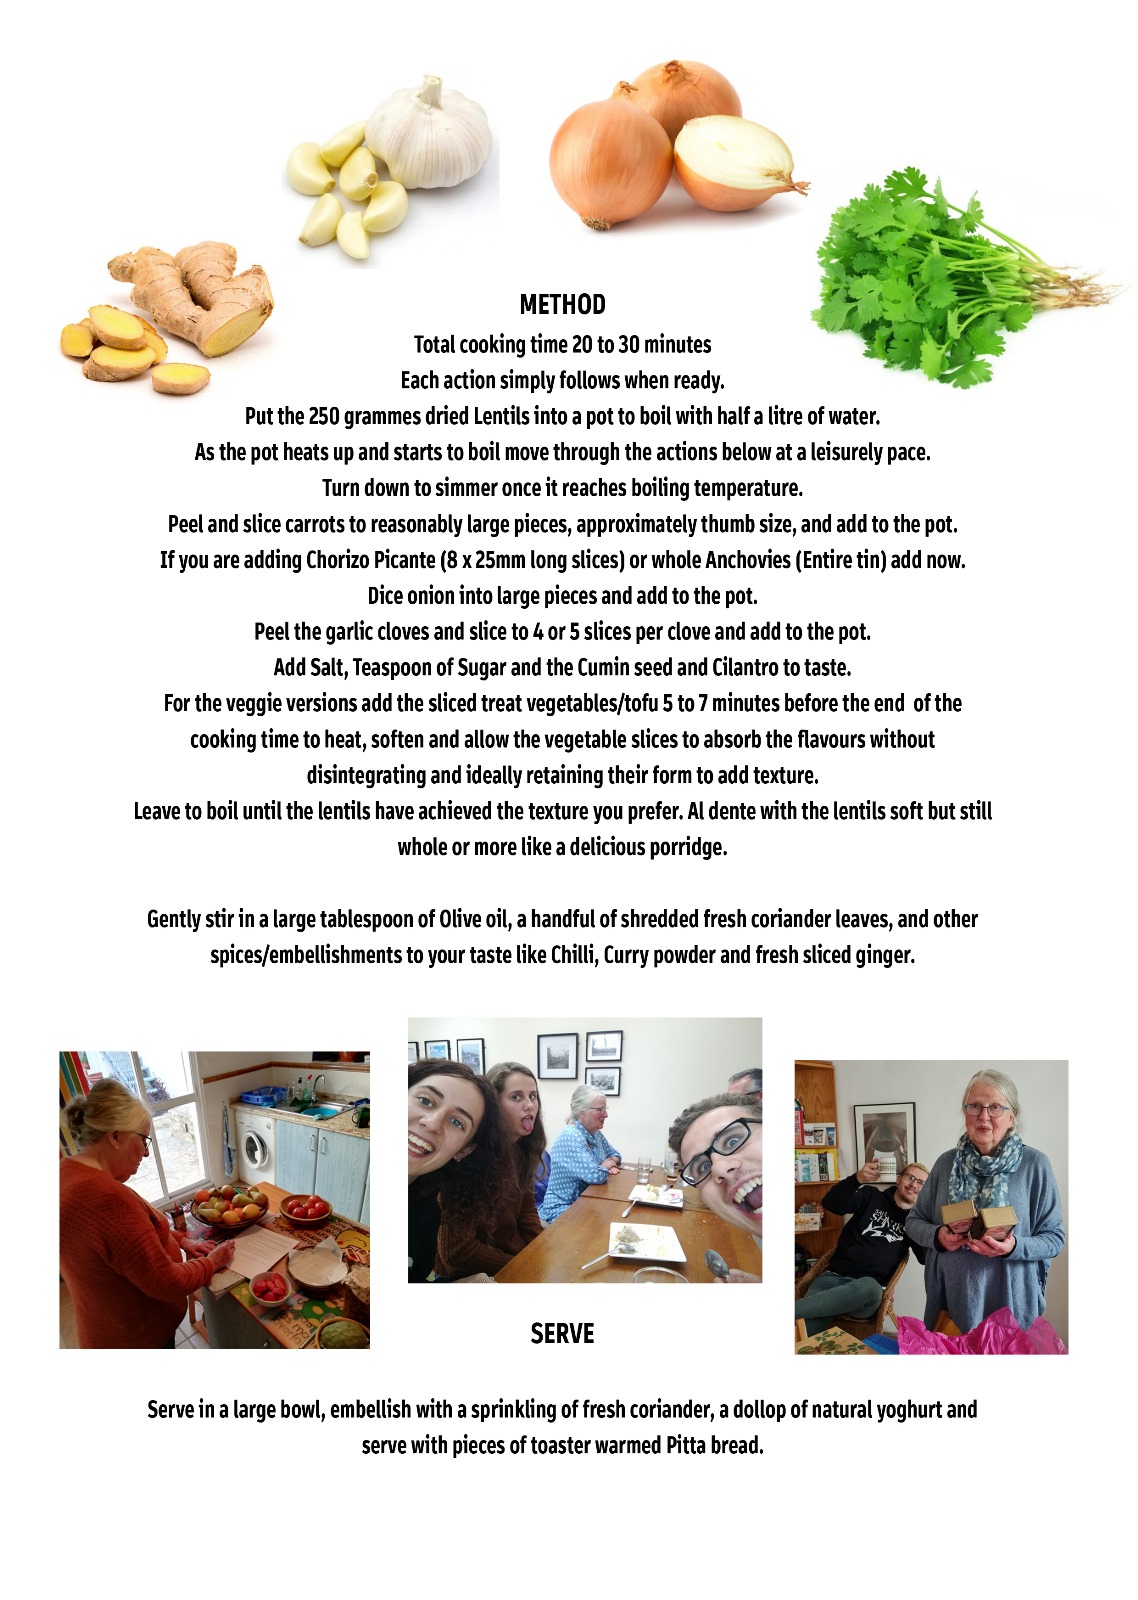 METHOD
Total cooking time 20 to 30 minutes
Each action simply follows when ready.
Put the 250 grammes dried Lentils into a pot to boil with half a litre of water.
As the pot heats up and starts to boil move through the actions below at a leisurely pace.
Turn down to simmer once it reaches boiling temperature.
Peel and slice carrots to reasonably large pieces, approximately thumb size, and add to the pot.
If you are adding Chorizo Picante (8 x 25mm long slices) or whole Anchovies (Entire tin) add now.
Dice onion into large pieces and add to the pot.
Peel the garlic cloves and slice to 4 or 5 slices per clove and add to the pot.
Add Salt, Teaspoon of Sugar and the Cumin seed and Cilantro to taste.
For the veggie versions add the sliced treat vegetables/tofu 5 to 7 minutes before the end of the
cooking time to heat, soften and allow the vegetable slices to absorb the flavours without
disintegrating and ideally retaining their form to add texture.
Leave to boil until the lentils have achieved the texture you prefer. Al dente with the lentils soft but still
whole or more like a delicious porridge.
Gently stir in a large tablespoon of Olive oil, a handful of shredded fresh coriander leaves, and other
spices/embellishments to your taste like Chilli, Curry powder and fresh sliced ginger.
SERVE
Serve in a large bowl, embellish with a sprinkling of fresh coriander, a dollop of natural yoghurt and
serve with pieces of toaster warmed Pitta bread.